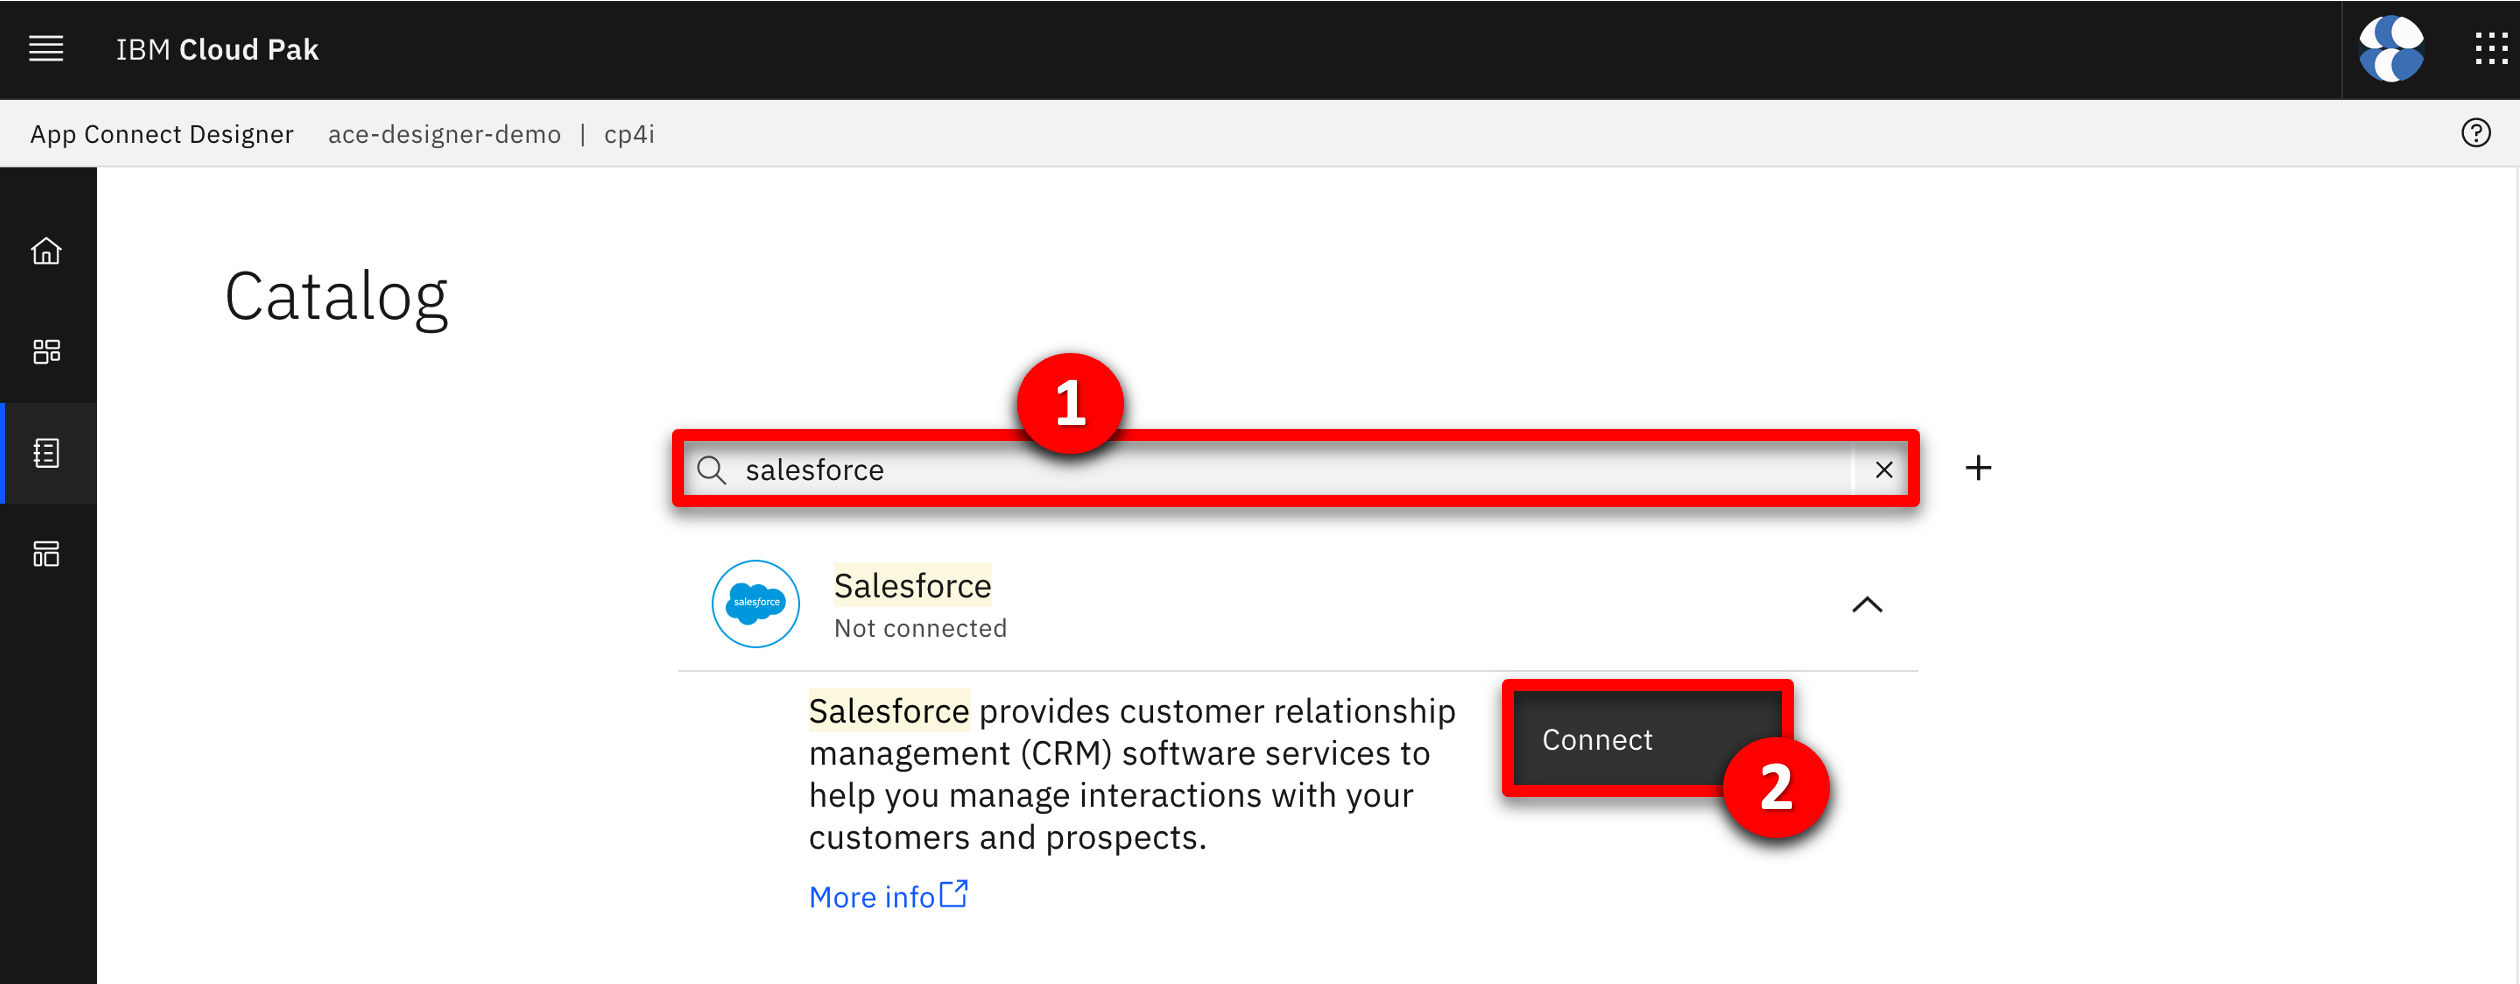 IBM Cloud Pak
App Connect Designer ace-designer-demo | cp4i
Catalog
1
salesforce
salesforce
Salesforce
Not connected
Salesforce provides customer relationship
management (CRM) software services to
help you manage interactions with your
customers and prospects.
Connect
2
More info